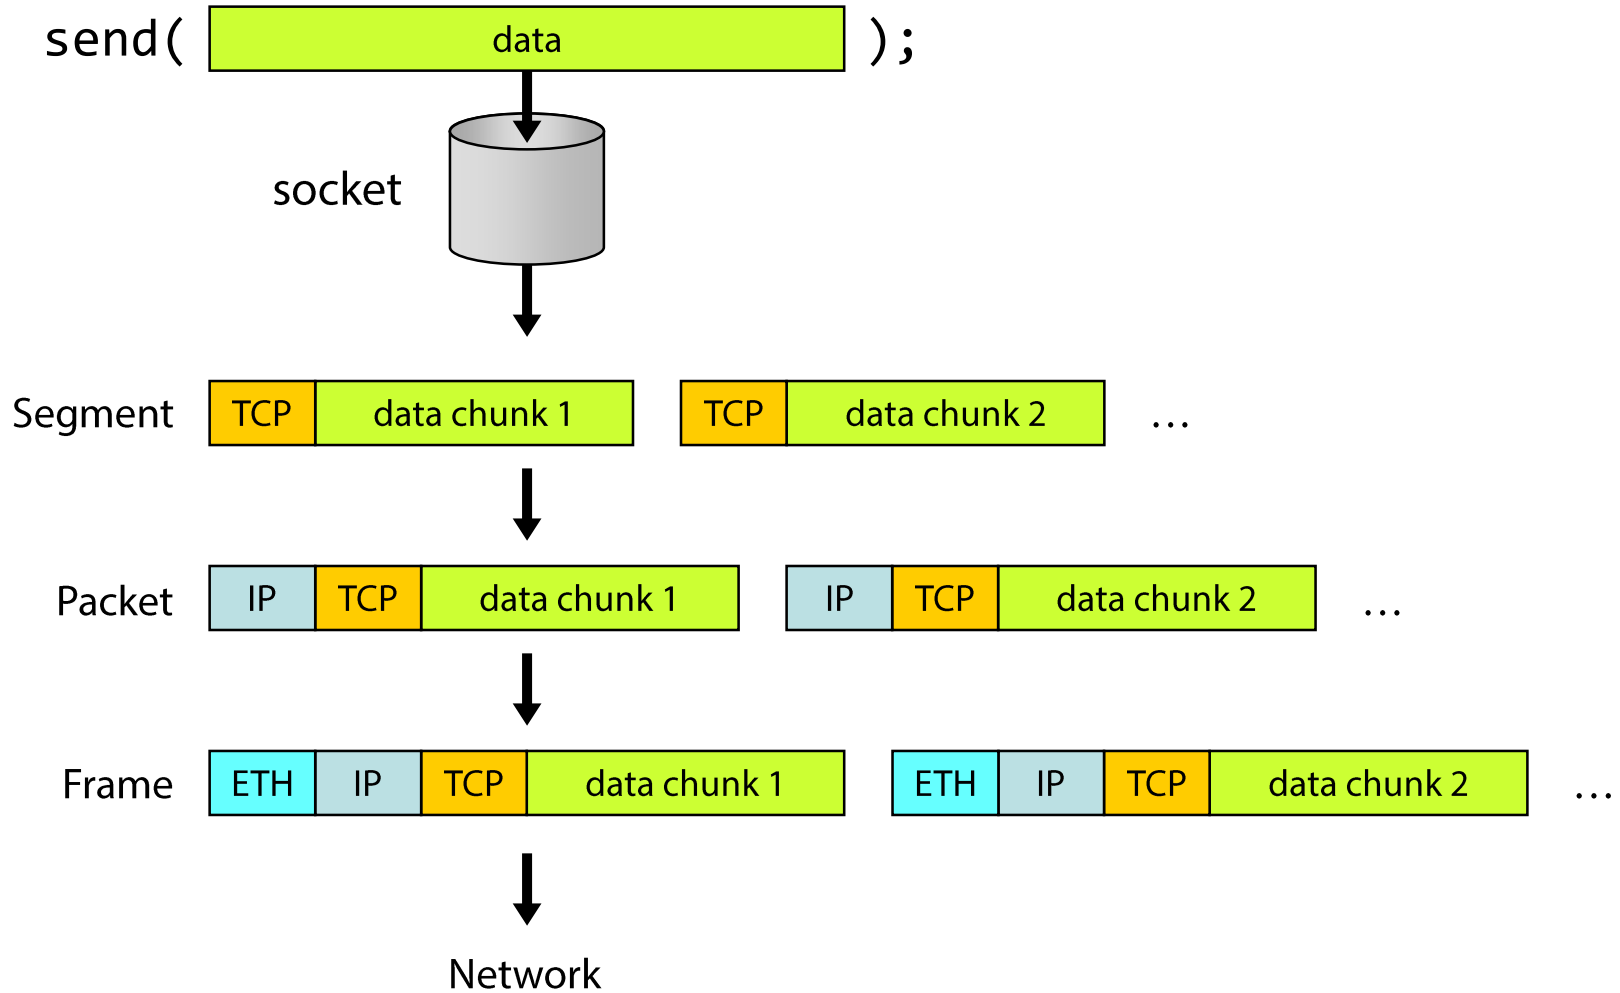 send( data );
socket
Segment TCP data chunk 1 TCP data chunk 2 ...
Packet IP TCP data chunk 1 IP TCP data chunk 2 ...
Frame ETH IP TCP data chunk 1 ETH IP TCP data chunk 2 ...
Network